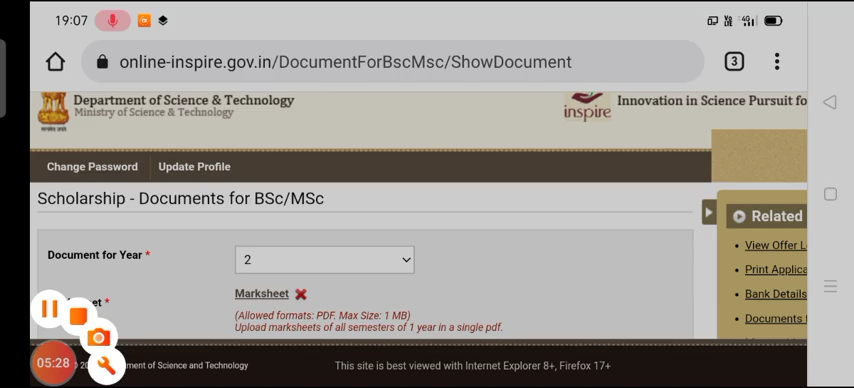 19:07
4G
online-inspire.gov.in/DocumentForBscMsc/ShowDocument
3
Department of Science & Technology
Ministry of Science & Technology
inspire
Innovation in Science Pursuit fo
Change Password
Update Profile
Scholarship - Documents for BSc/MSc
Related
Document for Year *
2
View Offer L
Print Applica
Marksheet
et *
Bank Details
(Allowed formats: PDF. Max Size: 1 MB)
Upload marksheets of all semesters of 1 year in a single pdf.
Documents f
05:28
ment of Science and Technology
This site is best viewed with Internet Explorer 8+, Firefox 17+